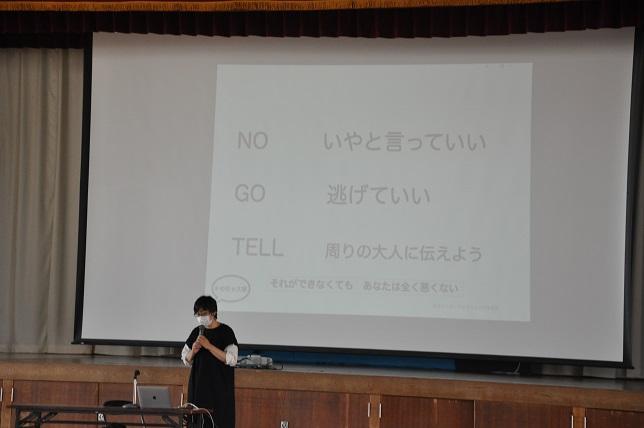 NO いやと言っていい
GO 逃げていい
TELL 周りの大人に伝えよう
それができなくても あなたは全く悪くない